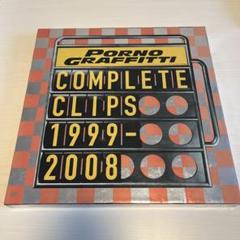 PORNO
GRAFFITTI
COMPLETE
CLIPS
1999-
2008